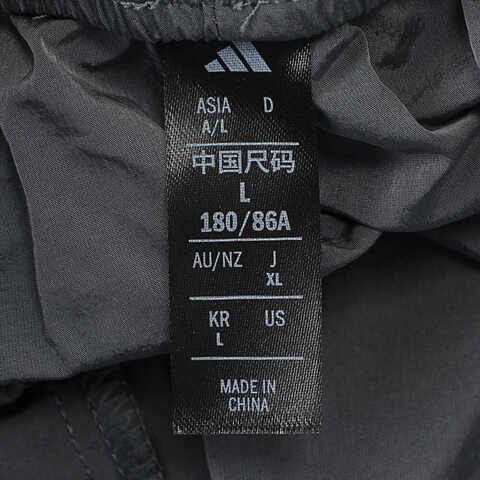 ASIA D
A/L
中国尺码
L
180/86A
AU/NZ J
XL
KR US
L
MADE IN
CHINA